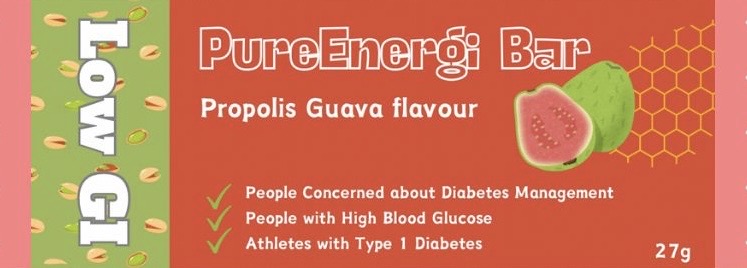 Low GI
PureEnergi Bar
Propolis Guava flavour
People Concerned about Diabetes Management
People with High Blood Glucose
Athletes with Type 1 Diabetes
27g